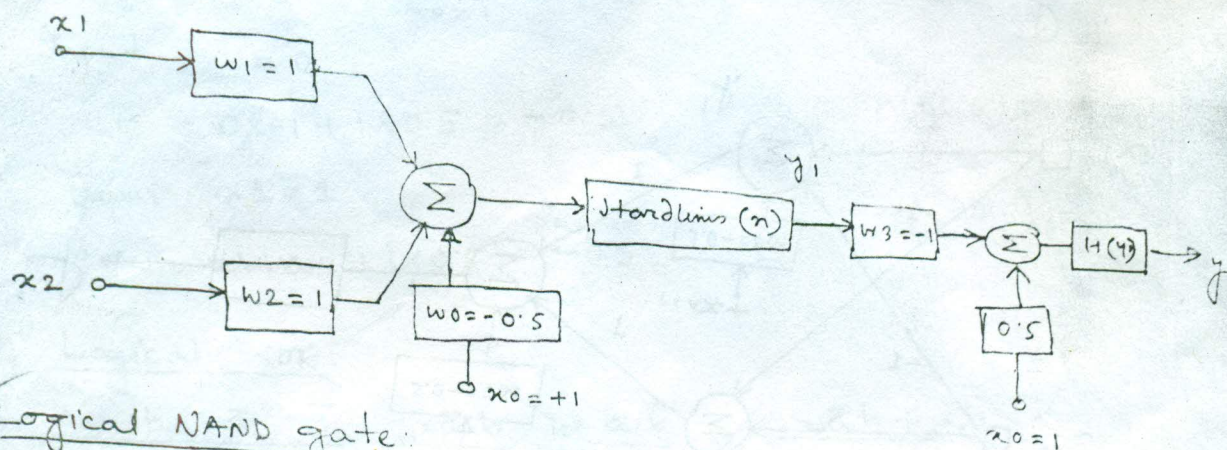 x1
w1 = 1
Σ
y1
Hardlims (n)
w3 = -1
Σ
H(y)
y
x2
w2 = 1
w0 = -0.5
x0 = +1
0.5
x0 = 1
Logical NAND gate.